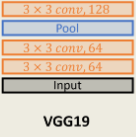 3 × 3 conv, 128
Pool
3 × 3 conv, 64
3 × 3 conv, 64
Input
VGG19